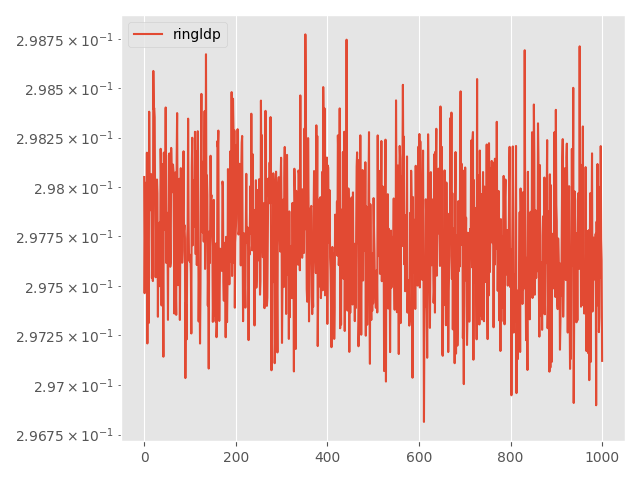 ringldp
2.9875 × 10⁻¹
2.985 × 10⁻¹
2.9825 × 10⁻¹
2.98 × 10⁻¹
2.9775 × 10⁻¹
2.975 × 10⁻¹
2.9725 × 10⁻¹
2.97 × 10⁻¹
2.9675 × 10⁻¹
0 200 400 600 800 1000